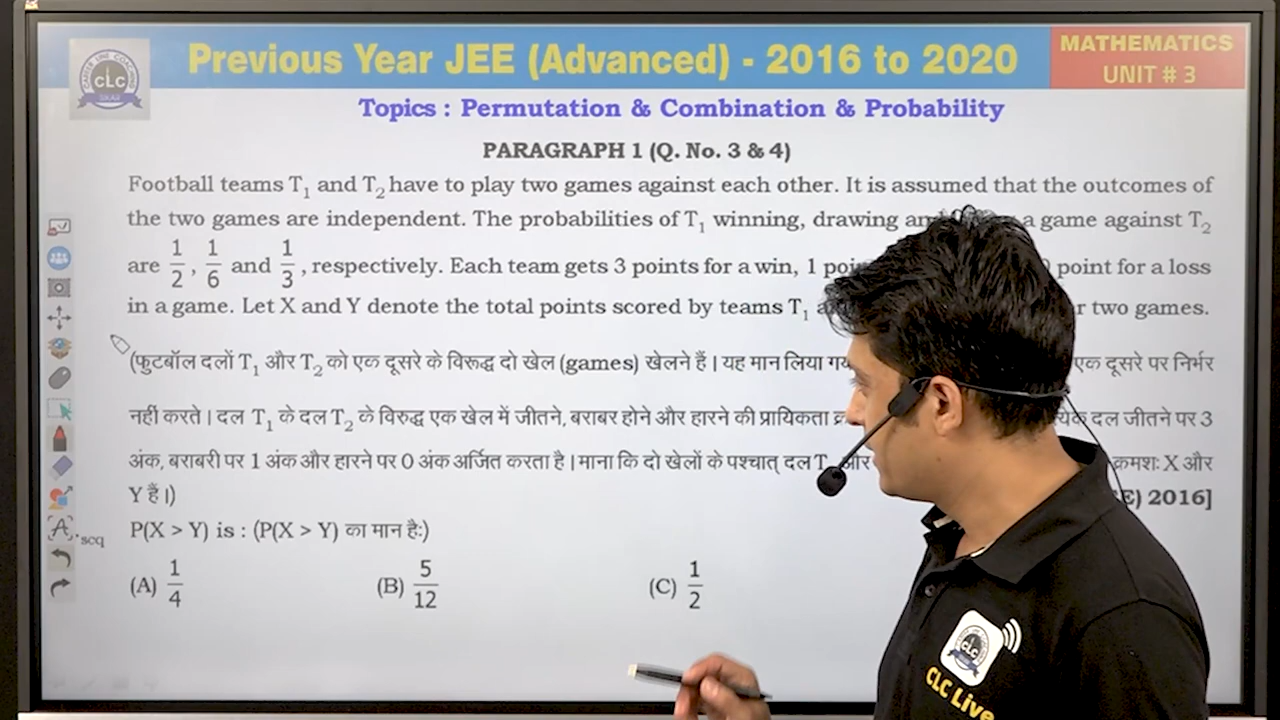 Previous Year JEE (Advanced) - 2016 to 2020
MATHEMATICS
UNIT # 3
CLC
SIKAR
Topics : Permutation & Combination & Probability
PARAGRAPH 1 (Q. No. 3 & 4)
Football teams T₁ and T₂ have to play two games against each other. It is assumed that the outcomes of
the two games are independent. The probabilities of T₁ winning, drawing a game against T₂
are 1/2, 1/6 and 1/3, respectively. Each team gets 3 points for a win, 1 point for a loss
in a game. Let X and Y denote the total points scored by teams T₁ two games.
(फुटबॉल दलों T₁ और T₂ को एक दूसरे के विरूद्ध दो खेल (games) खेलने हैं। यह मान लिया एक दूसरे पर निर्भर
नहीं करते। दल T₁ के दल T₂ के विरुद्ध एक खेल में जीतने, बराबर होने और हारने की प्रायिकता दल जीतने पर 3
अंक, बराबरी पर 1 अंक और हारने पर 0 अंक अर्जित करता है। माना कि दो खेलों के पश्चात् दल T और क्रमशः X और
Y हैं।)
2016]
scq P(X > Y) is : (P(X > Y) का मान है:)
(A) 1/4 (B) 5/12 (C) 1/2
CLC
CLC Live